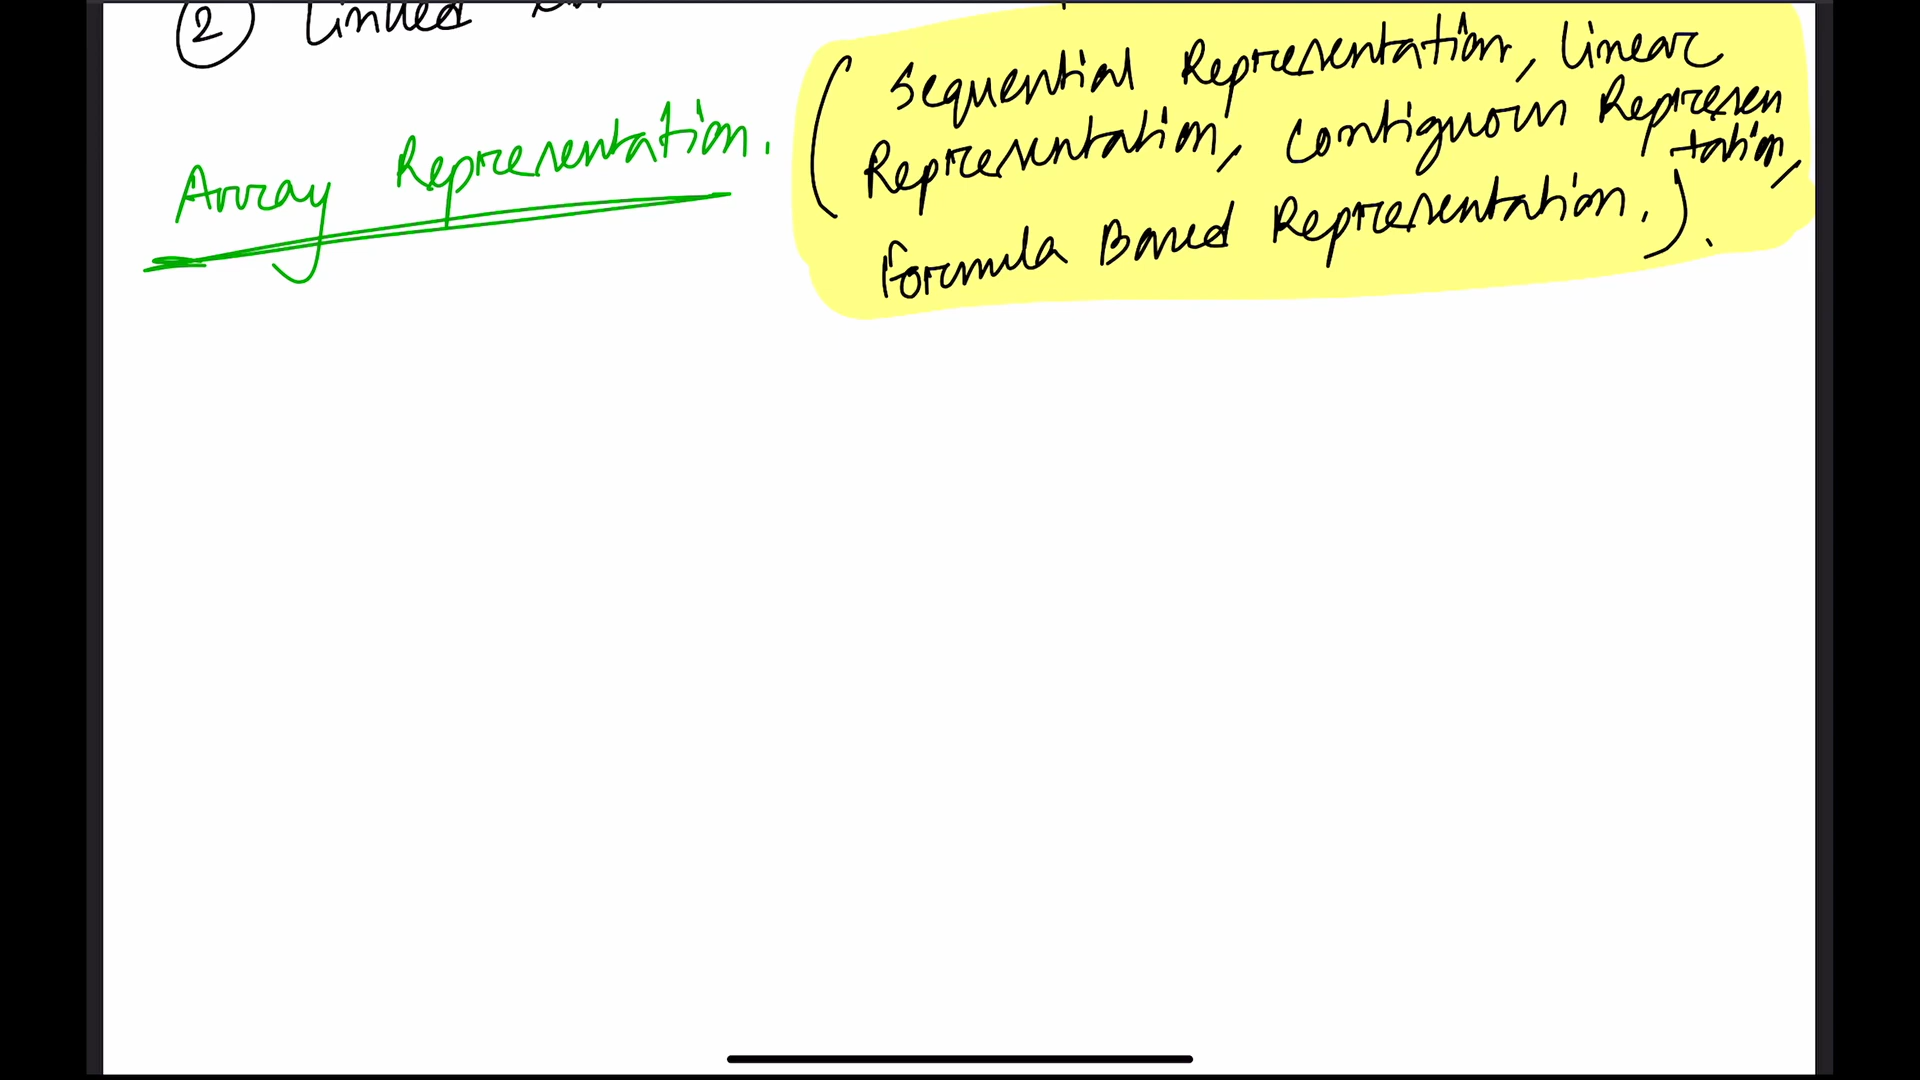 ② Linked
Array Representation.
( Sequential Representation, Linear
Representation, Contiguous Represen
tation,
Formula Based Representation. ).